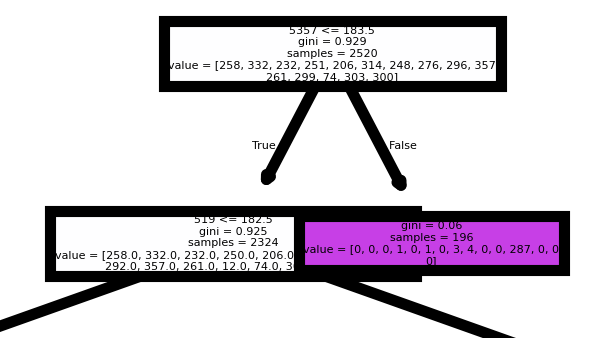 5357 <= 183.5
gini = 0.929
samples = 2520
value = [258, 332, 232, 251, 206, 314, 248, 276, 296, 357
261, 299, 74, 303, 300]
True
False
519 <= 182.5
gini = 0.925
samples = 2324
value = [258.0, 332.0, 232.0, 250.0, 206.0
292.0, 357.0, 261.0, 12.0, 74.0,
gini = 0.06
samples = 196
value = [0, 0, 0, 1, 0, 1, 0, 3, 4, 0, 0, 287, 0, 0
0]